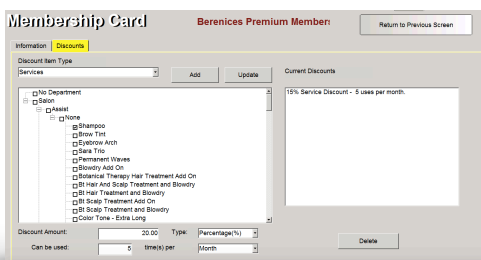 Membership Card
Berenices Premium Members
Return to Previous Screen
Information
Discounts
Discount Item Type
Services
Add
Update
Current Discounts
No Department
Salon
Assist
None
Shampoo
Brow Tint
Eyebrow Arch
Sara Trio
Permanent Waves
Blowdry Add On
Botanical Therapy Hair Treatment Add On
Bt Hair And Scalp Treatment and Blowdry
Bt Hair Treatment and Blowdry
Bt Scalp Treatment Add On
Bt Scalp Treatment and Blowdry
Color Tone - Extra Long
15% Service Discount - 5 uses per month.
Discount Amount: 20.00 Type: Percentage(%)
Can be used: 5 time(s) per Month
Delete